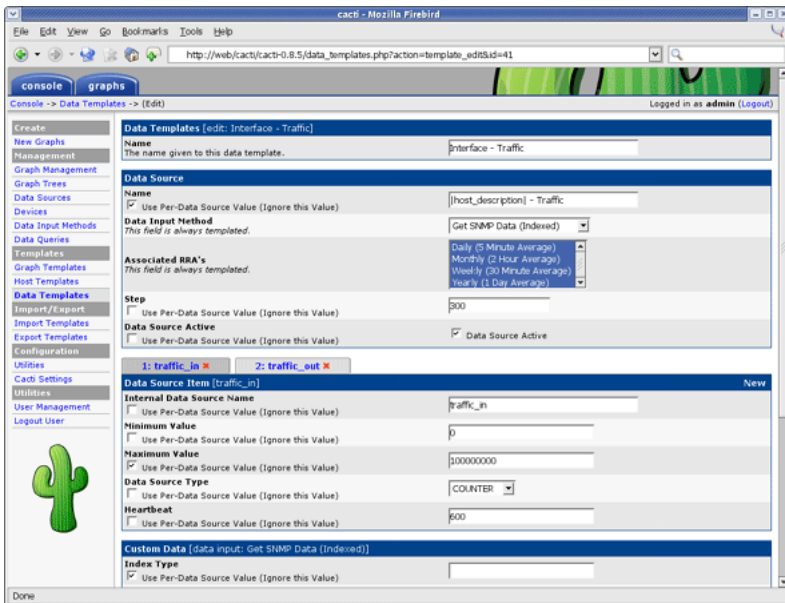 cacti - Mozilla Firebird
File Edit View Go Bookmarks Tools Help
http://web/cacti/cacti-0.8.5/data_templates.php?action=template_edit&id=41
console graphs
Console -> Data Templates -> (Edit) Logged in as admin (Logout)
Create
New Graphs
Management
Graph Management
Graph Trees
Data Sources
Devices
Data Input Methods
Data Queries
Templates
Graph Templates
Host Templates
Data Templates
Import/Export
Import Templates
Export Templates
Configuration
Utilities
Cacti Settings
Utilities
User Management
Logout User
Data Templates [edit: Interface - Traffic]
Name
The name given to this data template.
Interface - Traffic
Data Source
Name
Use Per-Data Source Value (Ignore this Value)
|host_description| - Traffic
Data Input Method
This field is always templated.
Get SNMP Data (Indexed)
Associated RRA's
This field is always templated.
Daily (5 Minute Average)
Monthly (2 Hour Average)
Weekly (30 Minute Average)
Yearly (1 Day Average)
Step
Use Per-Data Source Value (Ignore this Value)
300
Data Source Active
Use Per-Data Source Value (Ignore this Value)
Data Source Active
1: traffic_in x 2: traffic_out x
Data Source Item [traffic_in] New
Internal Data Source Name
Use Per-Data Source Value (Ignore this Value)
traffic_in
Minimum Value
Use Per-Data Source Value (Ignore this Value)
0
Maximum Value
Use Per-Data Source Value (Ignore this Value)
100000000
Data Source Type
Use Per-Data Source Value (Ignore this Value)
COUNTER
Heartbeat
Use Per-Data Source Value (Ignore this Value)
600
Custom Data [data input: Get SNMP Data (Indexed)]
Index Type
Use Per-Data Source Value (Ignore this Value)
Done